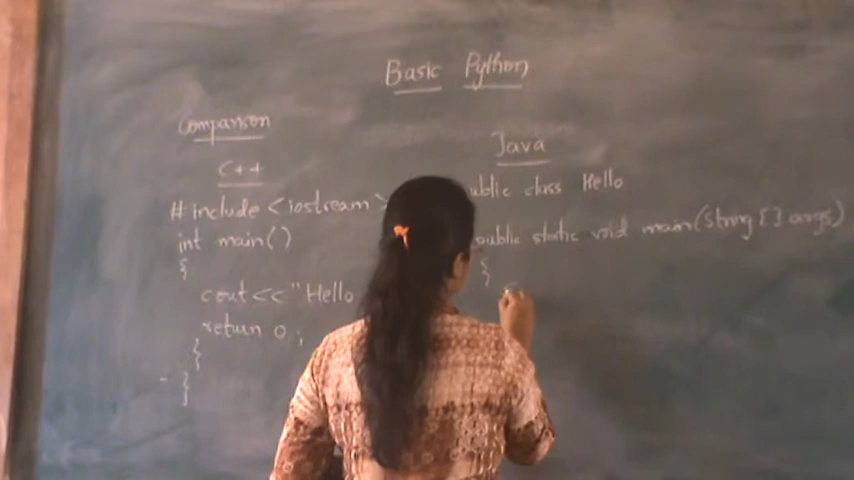 Basic Python
Comparison
C++
#include <iostream>
int main()
{
cout<<"Hello
return 0;
}
}
Java
ublic class Hello
public static void main(String [] args)
{